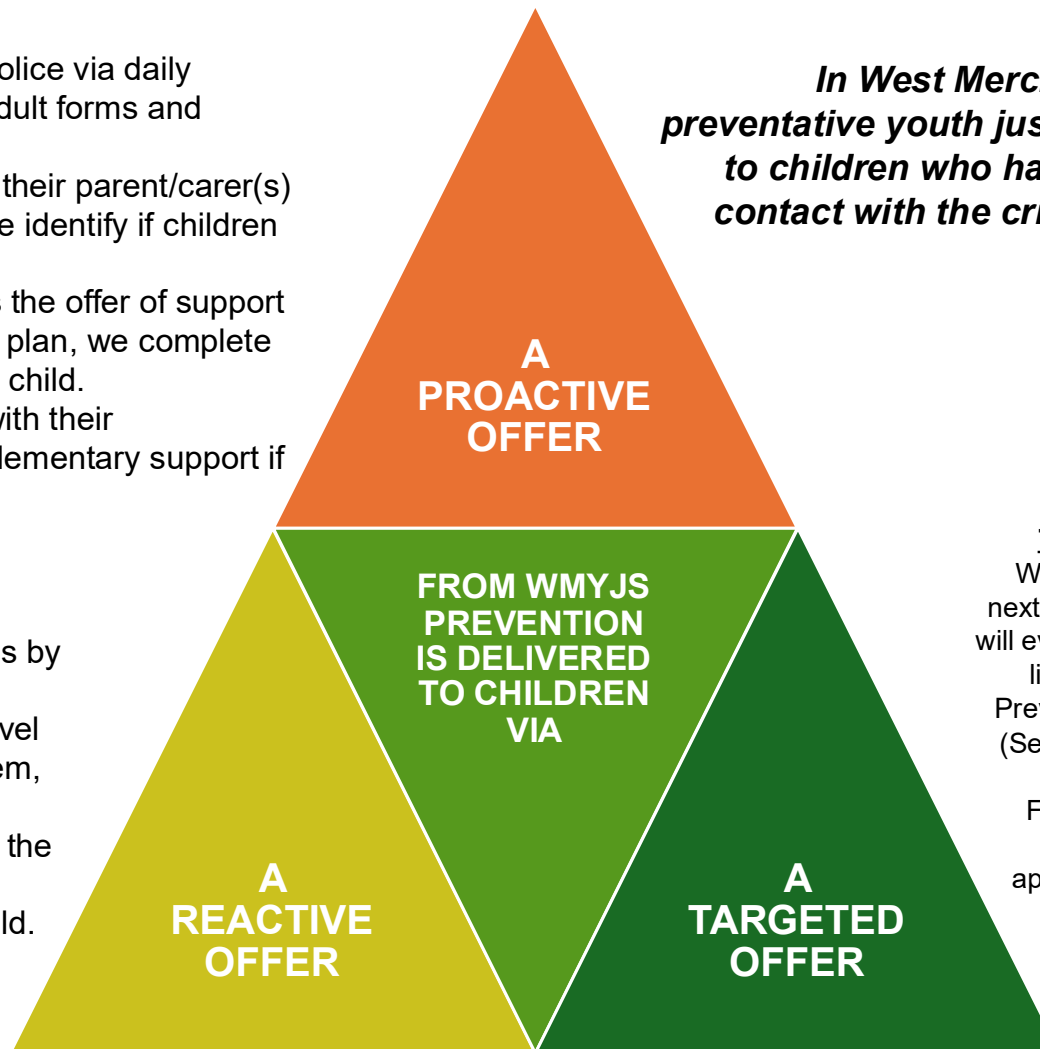 olice via daily
dult forms and
their parent/carer(s)
e identify if children
s the offer of support
plan, we complete
child.
with their
lementary support if
In West Merc
preventative youth jus
to children who ha
contact with the cri
A
PROACTIVE
OFFER
FROM WMYJS
PREVENTION
IS DELIVERED
TO CHILDREN
VIA
s by
vel
em,
the
ld.
W
next
will ev
li
Prev
(Se
F
ap
A
REACTIVE
OFFER
A
TARGETED
OFFER